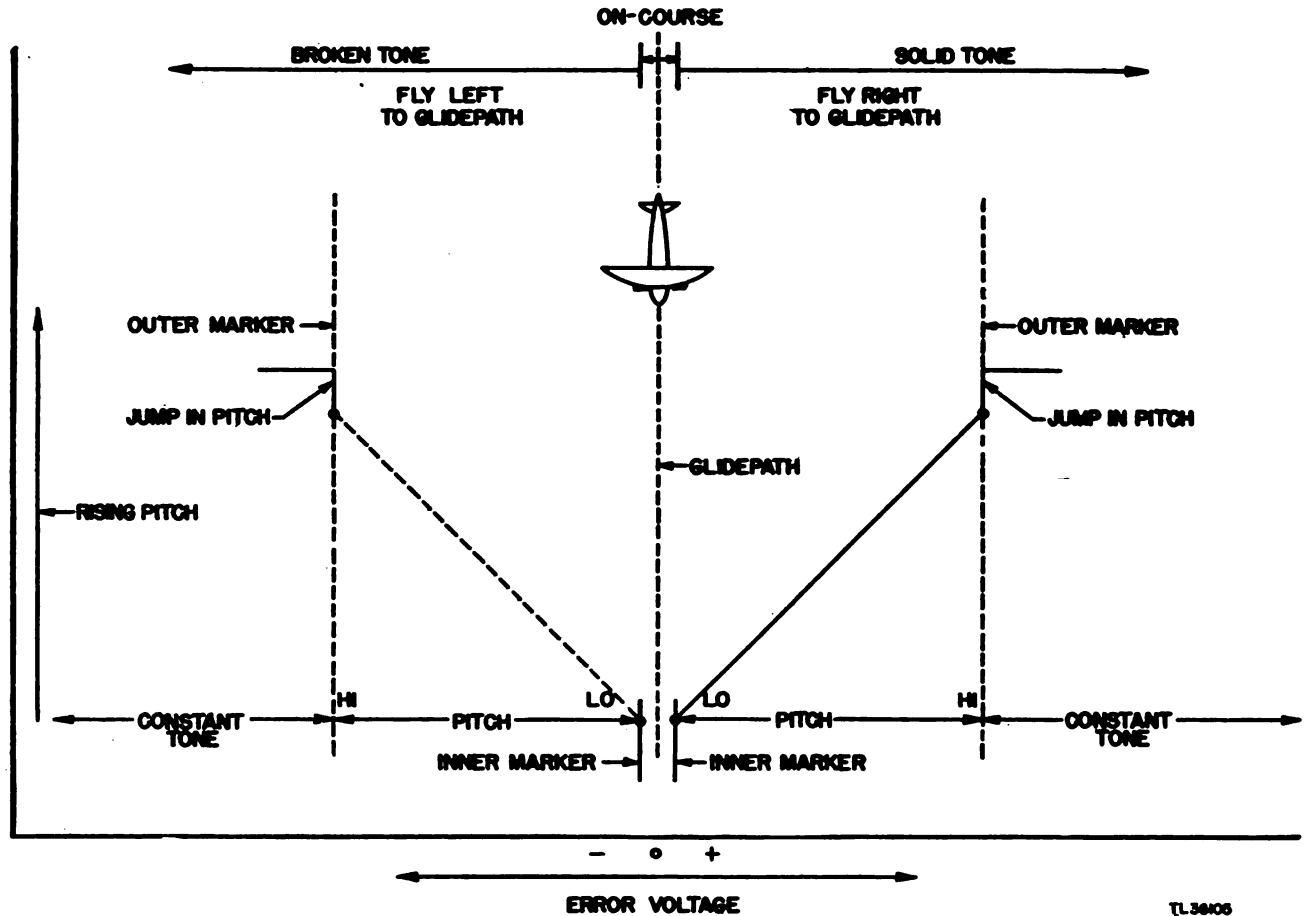 ON-COURSE
BROKEN TONE
SOLID TONE
FLY LEFT
TO GLIDEPATH
FLY RIGHT
TO GLIDEPATH
OUTER MARKER
OUTER MARKER
JUMP IN PITCH
JUMP IN PITCH
GLIDEPATH
RISING PITCH
HI
LO
LO
HI
CONSTANT
TONE
PITCH
PITCH
CONSTANT
TONE
INNER MARKER
INNER MARKER
− 0 +
ERROR VOLTAGE
TL 36105